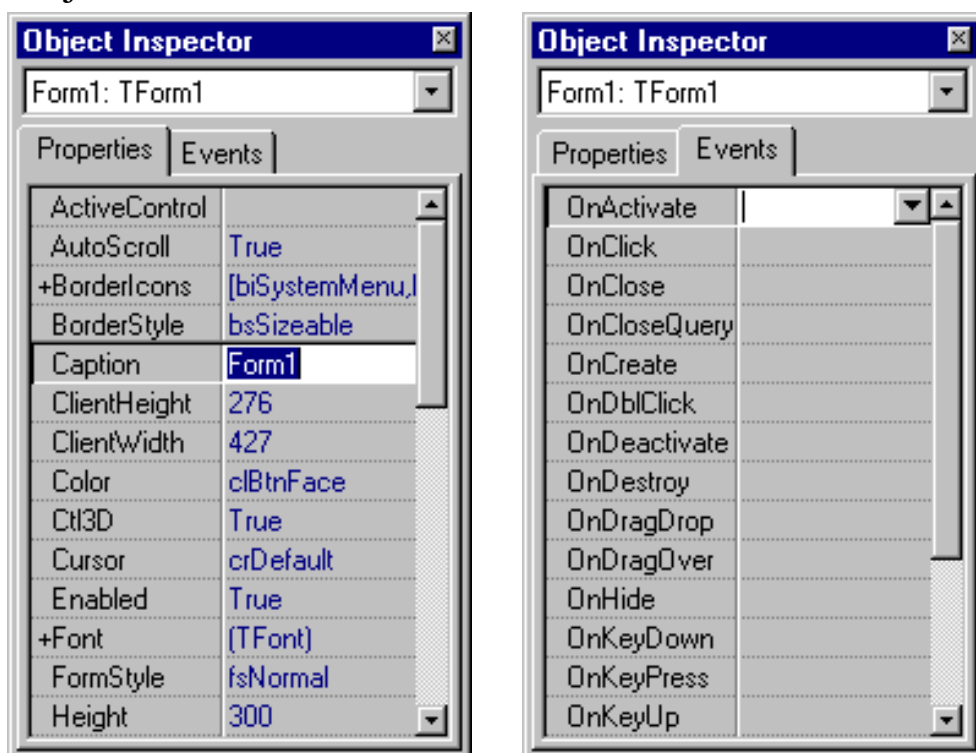 Object Inspector
Form1: TForm1
Properties Events
ActiveControl
AutoScroll True
+BorderIcons [biSystemMenu,
BorderStyle bsSizeable
Caption Form1
ClientHeight 276
ClientWidth 427
Color clBtnFace
Ctl3D True
Cursor crDefault
Enabled True
+Font (TFont)
FormStyle fsNormal
Height 300
Object Inspector
Form1: TForm1
Properties Events
OnActivate
OnClick
OnClose
OnCloseQuery
OnCreate
OnDblClick
OnDeactivate
OnDestroy
OnDragDrop
OnDragOver
OnHide
OnKeyDown
OnKeyPress
OnKeyUp